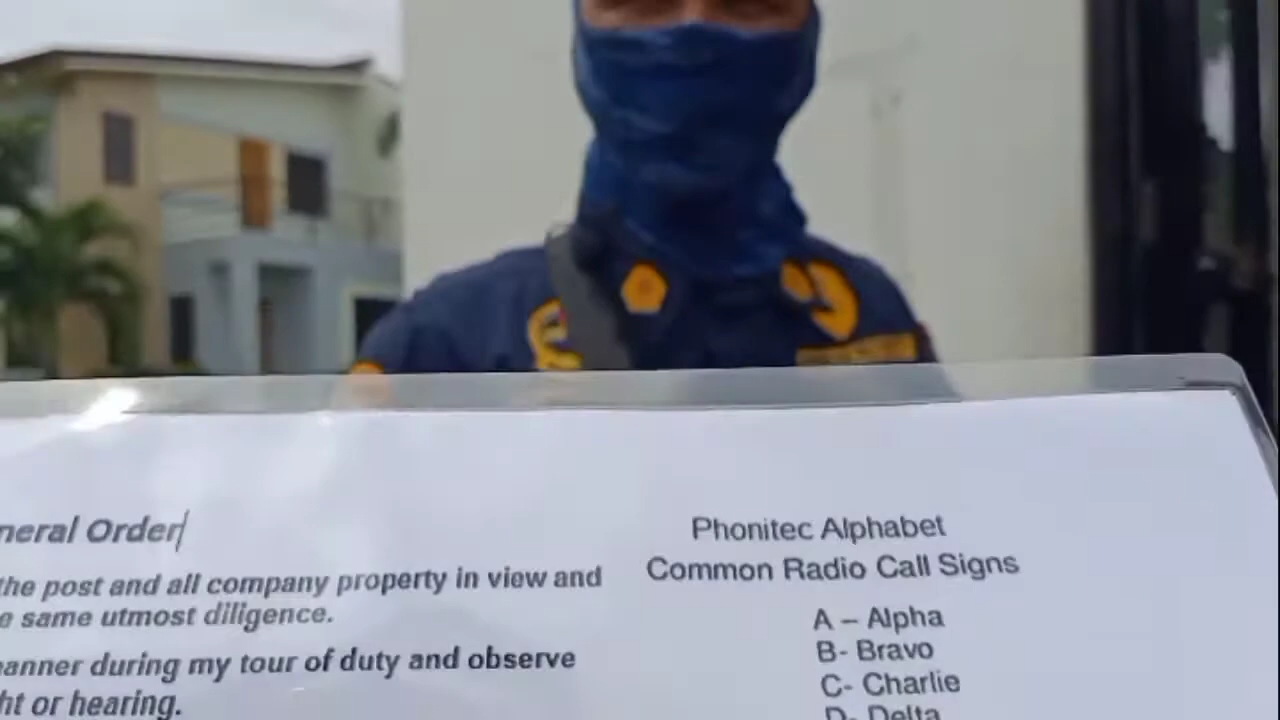 neral Order
the post and all company property in view and
e same utmost diligence.
anner during my tour of duty and observe
ht or hearing.
Phonitec Alphabet
Common Radio Call Signs
A – Alpha
B- Bravo
C- Charlie
D- Delta